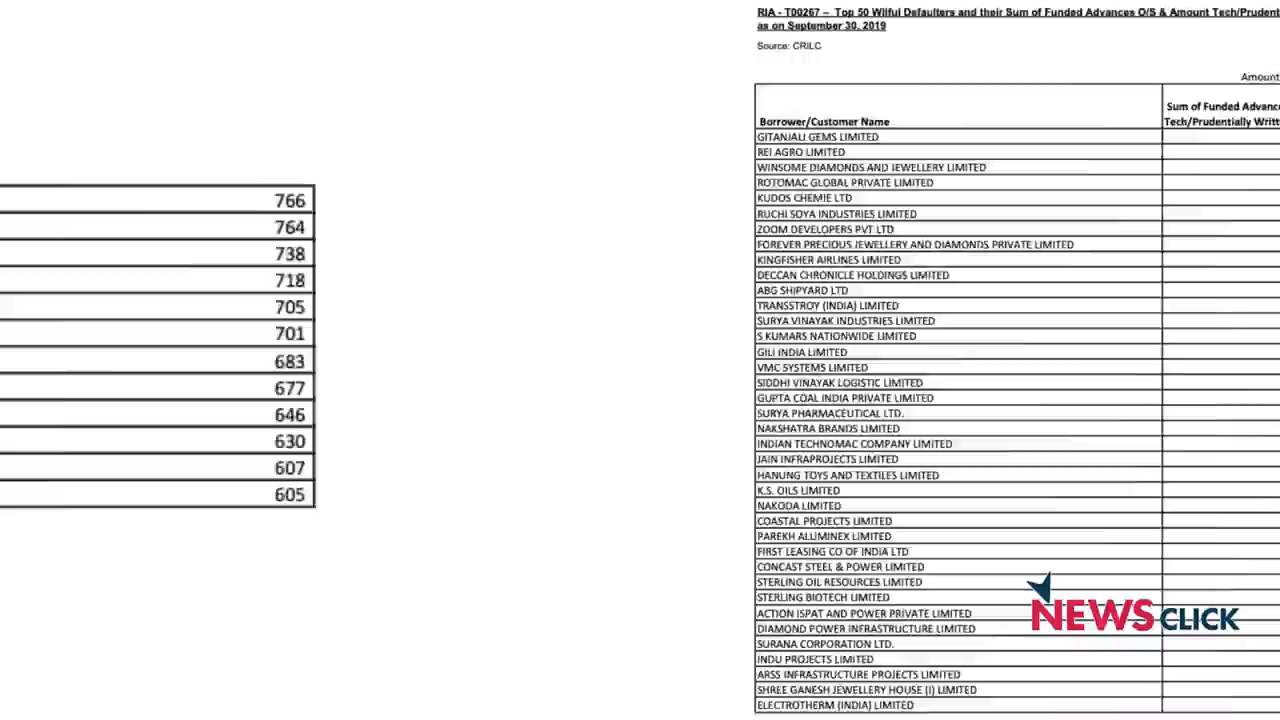 766
764
738
718
705
701
683
677
646
630
607
605
RIA - T00267 – Top 50 Wilful Defaulters and their Sum of Funded Advances O/S & Amount Tech/Prudent
as on September 30, 2019
Source: CRILC
Amount
Sum of Funded Advance
Borrower/Customer Name Tech/Prudentially Writt
GITANJALI GEMS LIMITED
REI AGRO LIMITED
WINSOME DIAMONDS AND JEWELLERY LIMITED
ROTOMAC GLOBAL PRIVATE LIMITED
KUDOS CHEMIE LTD
RUCHI SOYA INDUSTRIES LIMITED
ZOOM DEVELOPERS PVT LTD
FOREVER PRECIOUS JEWELLERY AND DIAMONDS PRIVATE LIMITED
KINGFISHER AIRLINES LIMITED
DECCAN CHRONICLE HOLDINGS LIMITED
ABG SHIPYARD LTD
TRANSSTROY (INDIA) LIMITED
SURYA VINAYAK INDUSTRIES LIMITED
S KUMARS NATIONWIDE LIMITED
GILI INDIA LIMITED
VMC SYSTEMS LIMITED
SIDDHI VINAYAK LOGISTIC LIMITED
GUPTA COAL INDIA PRIVATE LIMITED
SURYA PHARMACEUTICAL LTD.
NAKSHATRA BRANDS LIMITED
INDIAN TECHNOMAC COMPANY LIMITED
JAIN INFRAPROJECTS LIMITED
HANUNG TOYS AND TEXTILES LIMITED
K.S. OILS LIMITED
NAKODA LIMITED
COASTAL PROJECTS LIMITED
PAREKH ALUMINEX LIMITED
FIRST LEASING CO OF INDIA LTD
CONCAST STEEL & POWER LIMITED
STERLING OIL RESOURCES LIMITED
STERLING BIOTECH LIMITED
ACTION ISPAT AND POWER PRIVATE LIMITED
DIAMOND POWER INFRASTRUCTURE LIMITED
SURANA CORPORATION LTD.
INDU PROJECTS LIMITED
ARSS INFRASTRUCTURE PROJECTS LIMITED
SHREE GANESH JEWELLERY HOUSE (I) LIMITED
ELECTROTHERM (INDIA) LIMITED
NEWSCLICK